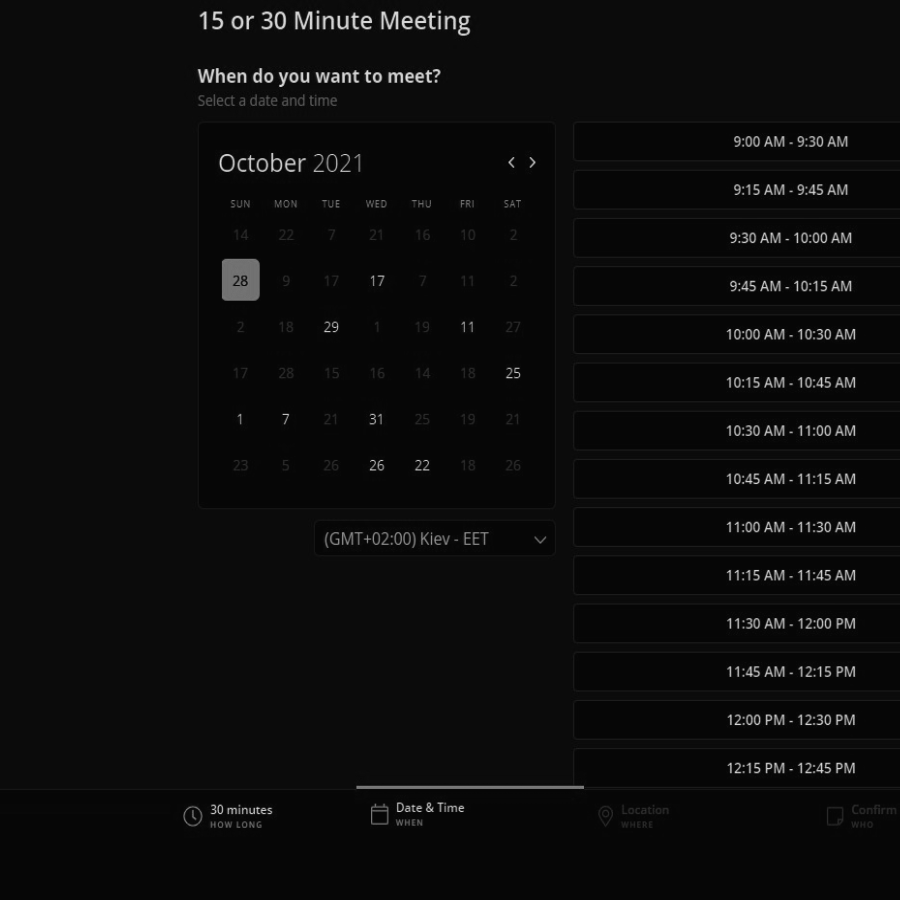 15 or 30 Minute Meeting
When do you want to meet?
Select a date and time
October 2021
SUN MON TUE WED THU FRI SAT
14 22 7 21 16 10 2
28 9 17 17 7 11 2
2 18 29 1 19 11 27
17 28 15 16 14 18 25
1 7 21 31 25 19 21
23 5 26 26 22 18 26
(GMT+02:00) Kiev - EET
9:00 AM - 9:30 AM
9:15 AM - 9:45 AM
9:30 AM - 10:00 AM
9:45 AM - 10:15 AM
10:00 AM - 10:30 AM
10:15 AM - 10:45 AM
10:30 AM - 11:00 AM
10:45 AM - 11:15 AM
11:00 AM - 11:30 AM
11:15 AM - 11:45 AM
11:30 AM - 12:00 PM
11:45 AM - 12:15 PM
12:00 PM - 12:30 PM
12:15 PM - 12:45 PM
30 minutes
HOW LONG
Date & Time
WHEN
Location
WHERE
Confirm
WHO